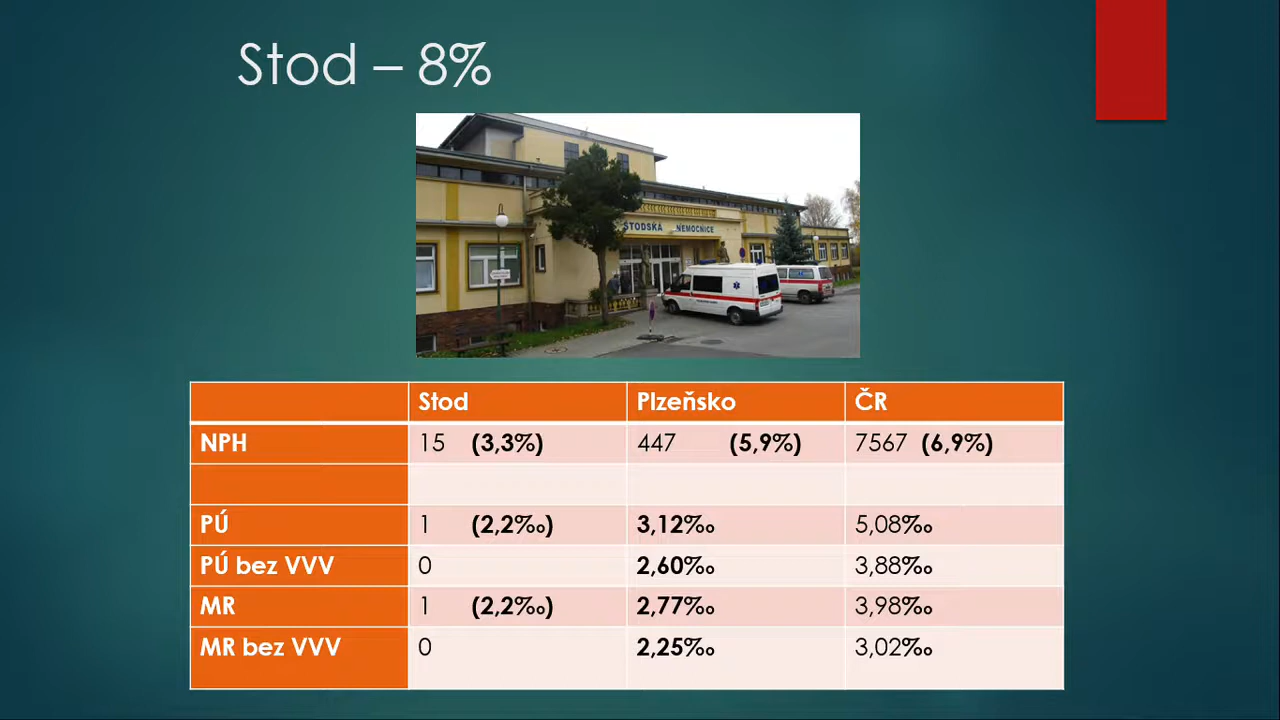 Stod – 8%
STODSKÁ NEMOCNICE
Stod Plzeňsko ČR
NPH 15 (3,3%) 447 (5,9%) 7567 (6,9%)
PÚ 1 (2,2‰) 3,12‰ 5,08‰
PÚ bez VVV 0 2,60‰ 3,88‰
MR 1 (2,2‰) 2,77‰ 3,98‰
MR bez VVV 0 2,25‰ 3,02‰